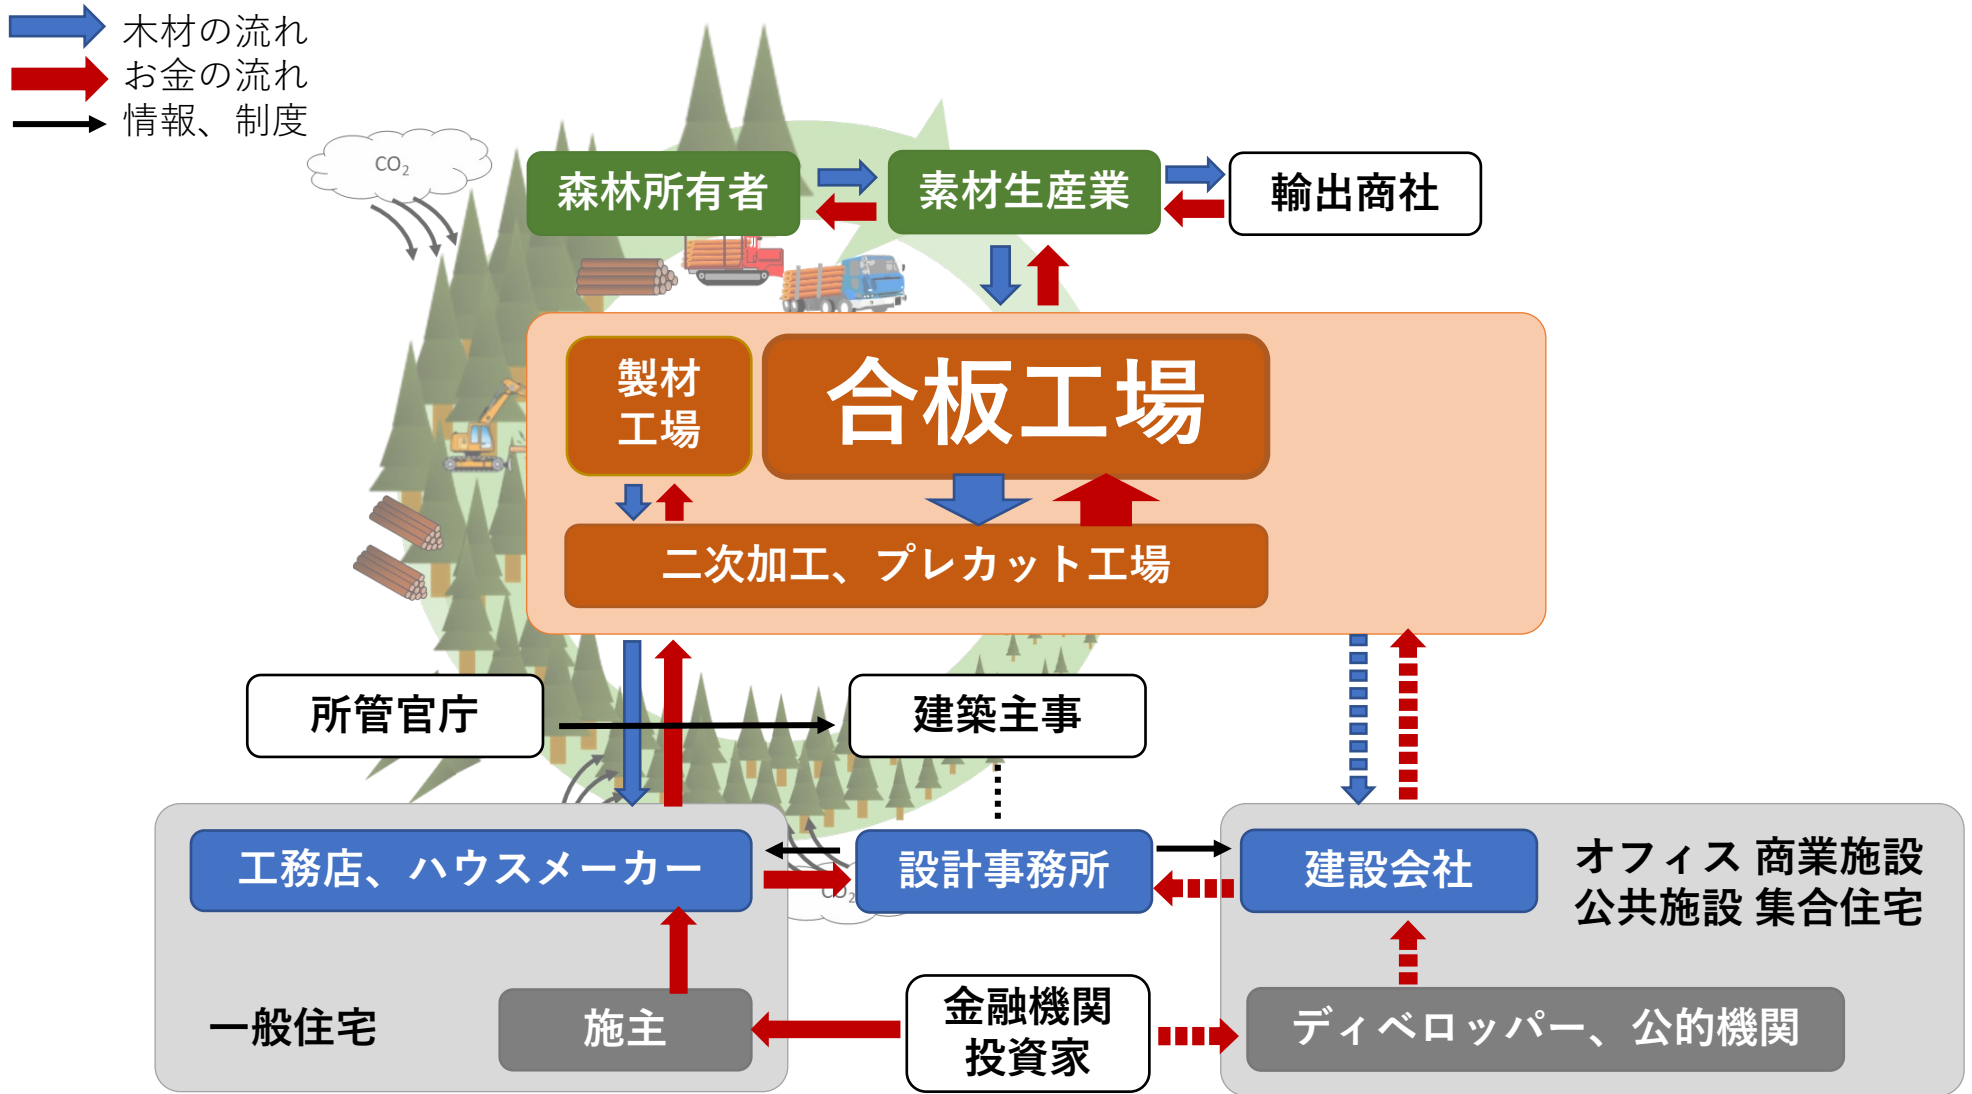 木材の流れ
お金の流れ
情報、制度
CO₂
森林所有者
素材生産業
輸出商社
製材
工場
合板工場
二次加工、プレカット工場
所管官庁
建築主事
工務店、ハウスメーカー
設計事務所
建設会社
オフィス 商業施設
公共施設 集合住宅
CO₂
一般住宅
施主
金融機関
投資家
ディベロッパー、公的機関